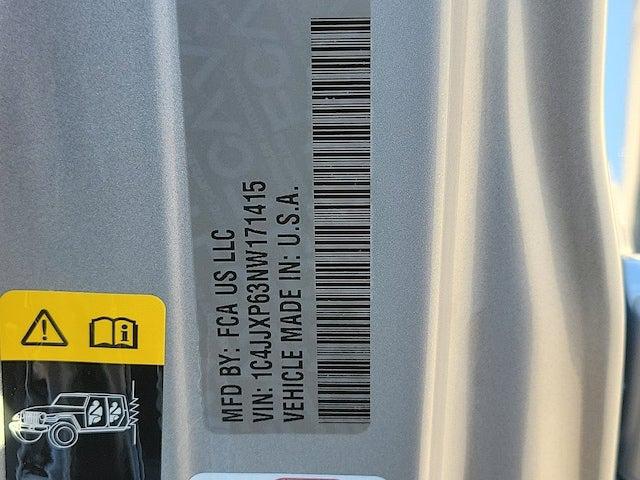 MFD BY: FCA US LLC
VIN: 1C4JJXP63NW171415
VEHICLE MADE IN: U.S.A.